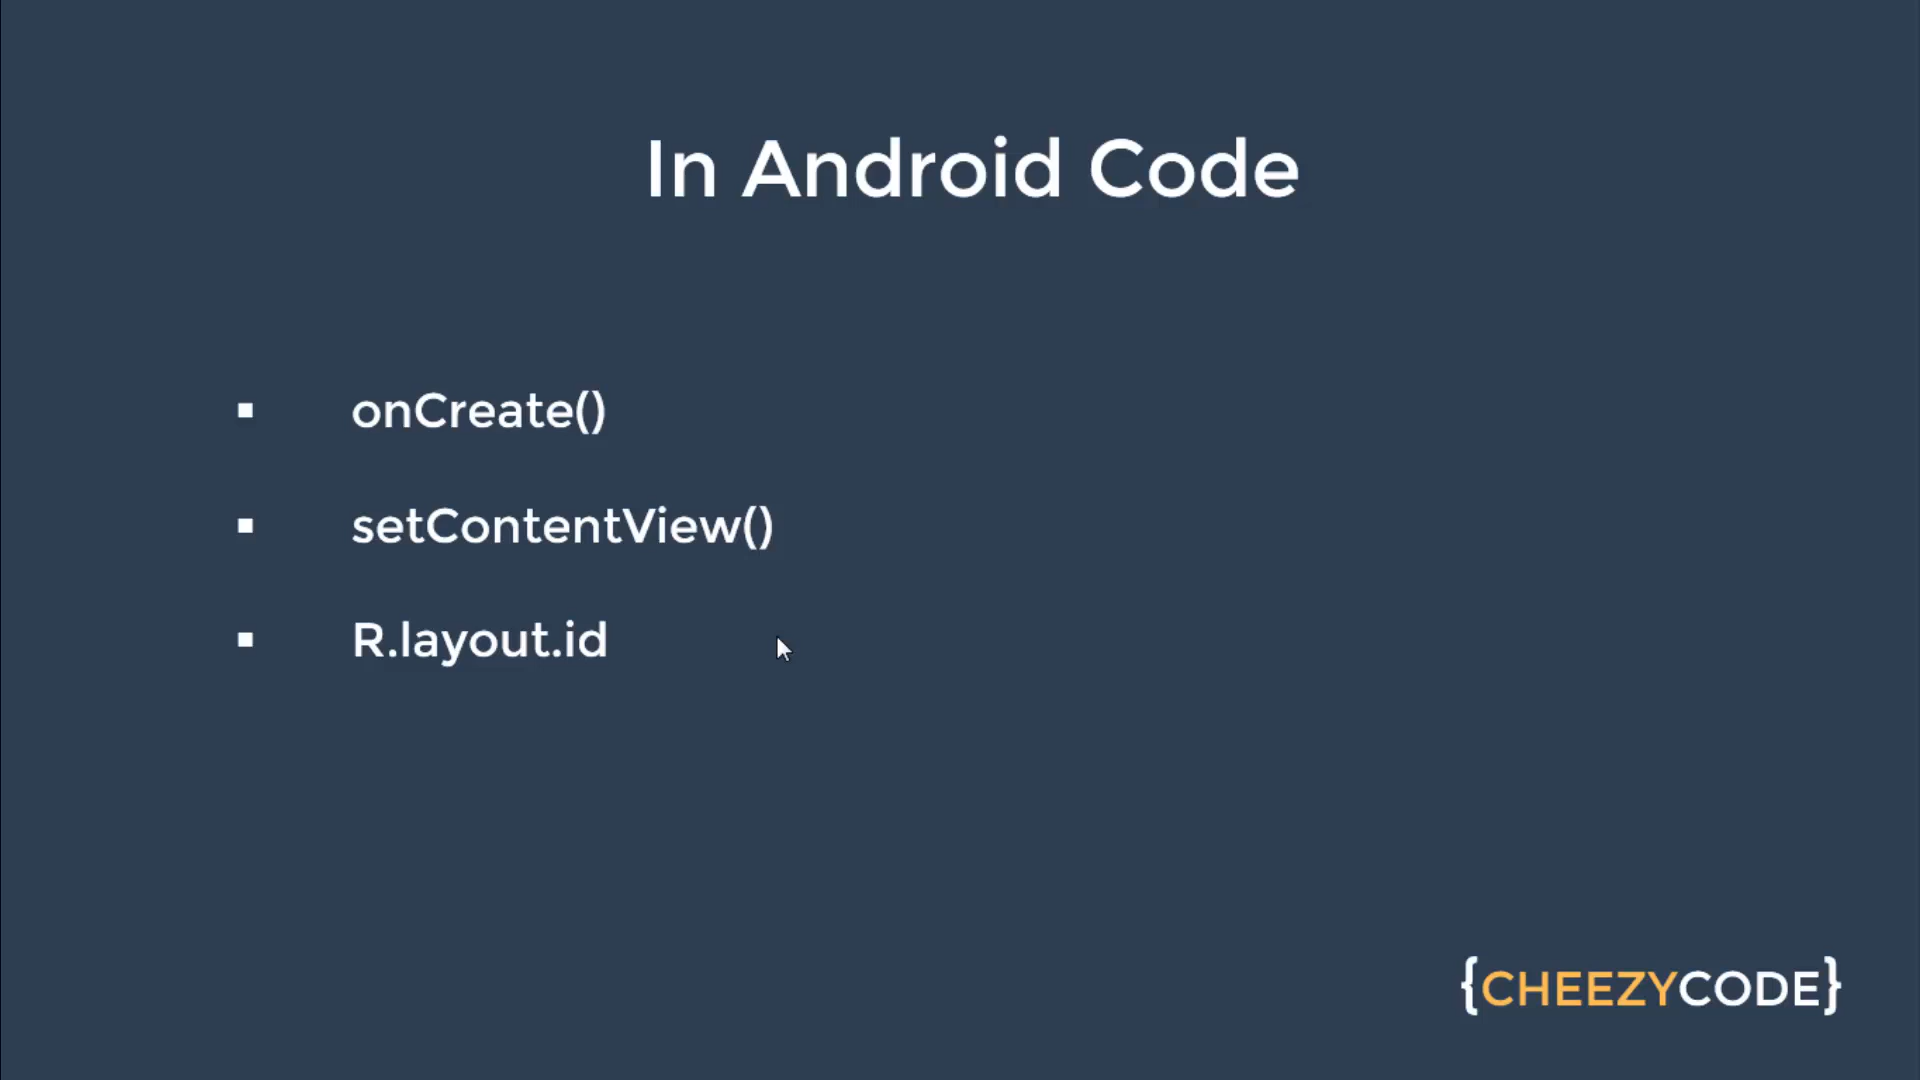 In Android Code
▪ onCreate()
▪ setContentView()
▪ R.layout.id
{CHEEZYCODE}